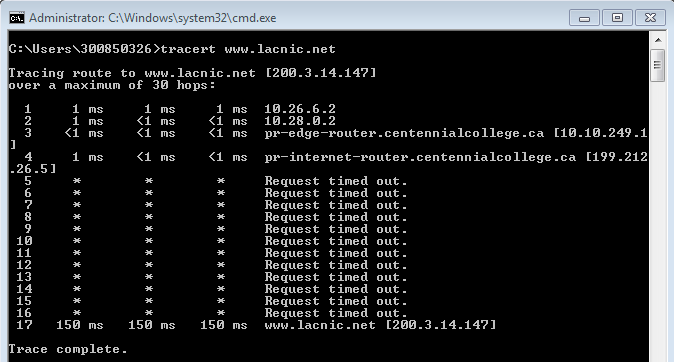 Administrator: C:\Windows\system32\cmd.exe
C:\Users\300850326>tracert www.lacnic.net
Tracing route to www.lacnic.net [200.3.14.147]
over a maximum of 30 hops:
1 1 ms 1 ms 1 ms 10.26.6.2
2 1 ms <1 ms <1 ms 10.28.0.2
3 <1 ms <1 ms <1 ms pr-edge-router.centennialcollege.ca [10.10.249.1
]
4 1 ms <1 ms <1 ms pr-internet-router.centennialcollege.ca [199.212
.26.5]
5 * * * Request timed out.
6 * * * Request timed out.
7 * * * Request timed out.
8 * * * Request timed out.
9 * * * Request timed out.
10 * * * Request timed out.
11 * * * Request timed out.
12 * * * Request timed out.
13 * * * Request timed out.
14 * * * Request timed out.
15 * * * Request timed out.
16 * * * Request timed out.
17 150 ms 150 ms 150 ms www.lacnic.net [200.3.14.147]
Trace complete.